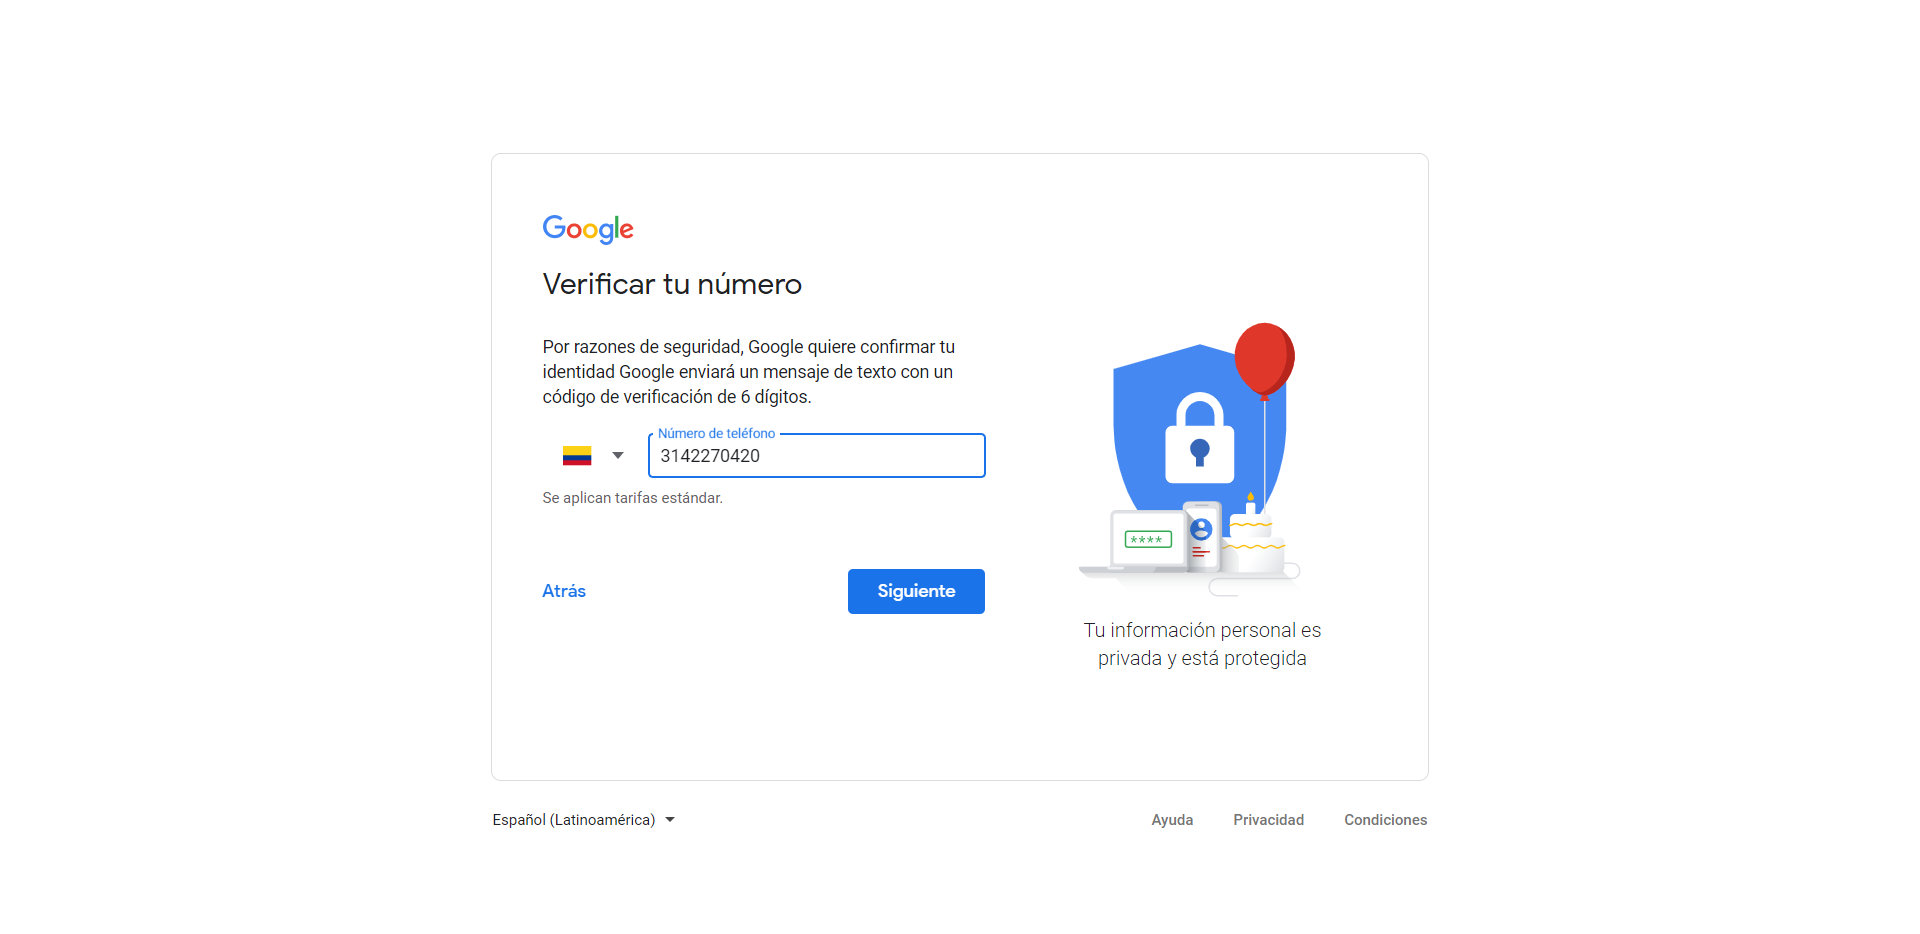 Google
Verificar tu número
Por razones de seguridad, Google quiere confirmar tu
identidad Google enviará un mensaje de texto con un
código de verificación de 6 dígitos.
Número de teléfono
3142270420
Se aplican tarifas estándar.
Atrás
Siguiente
****
Tu información personal es
privada y está protegida
Español (Latinoamérica)
Ayuda
Privacidad
Condiciones